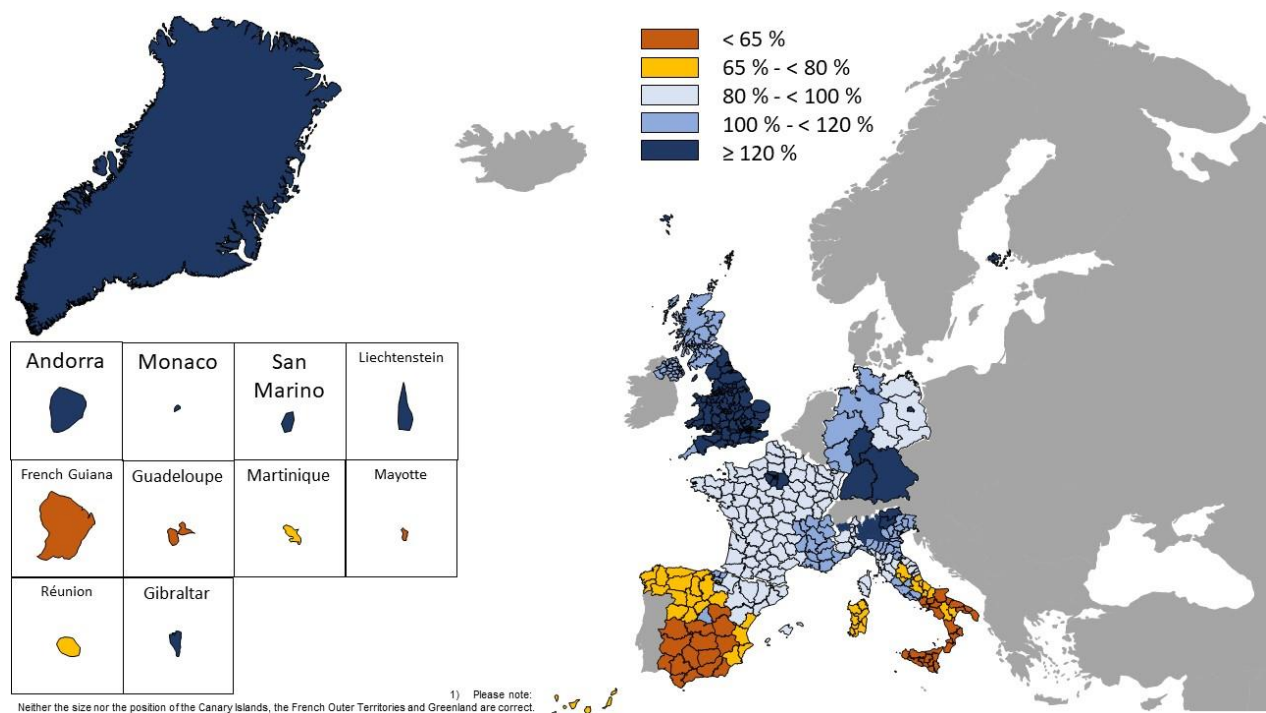 < 65 %
65 % - < 80 %
80 % - < 100 %
100 % - < 120 %
≥ 120 %
Andorra
Monaco
San
Marino
Liechtenstein
French Guiana
Guadeloupe
Martinique
Mayotte
Réunion
Gibraltar
1) Please note:
Neither the size nor the position of the Canary Islands, the French Outer Territories and Greenland are correct.